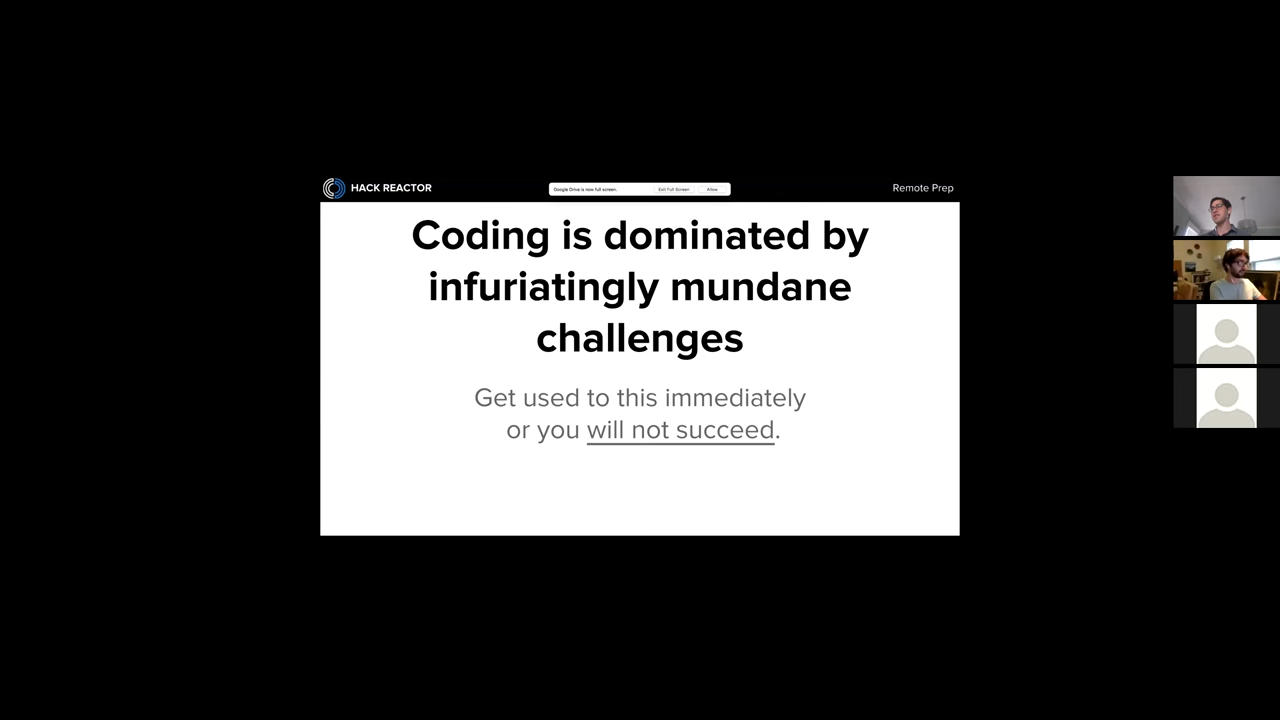 HACK REACTOR
Google Drive is now full screen.
Exit Full Screen
Allow
Remote Prep
Coding is dominated by
infuriatingly mundane
challenges
Get used to this immediately
or you will not succeed.